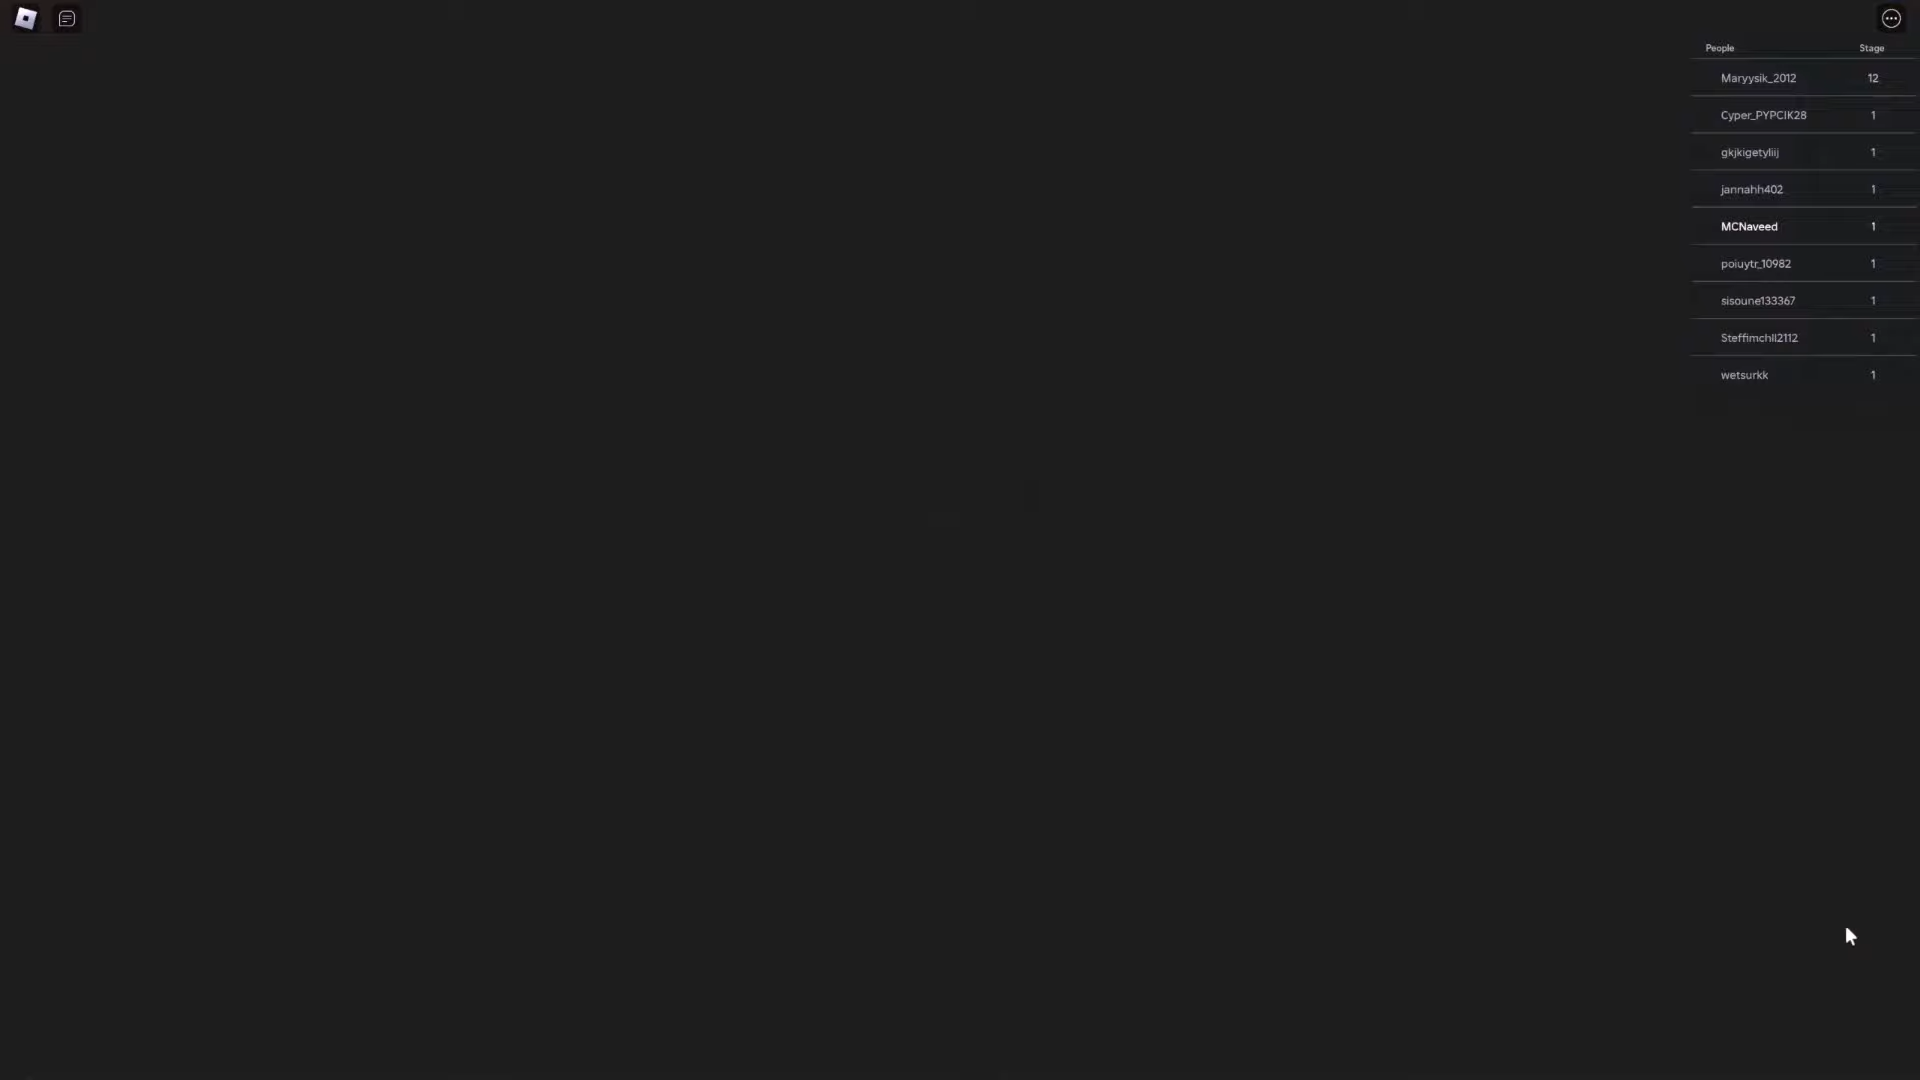 People Stage
Maryysik_2012 12
Cyper_PYPCIK28 1
gkjkigetyliij 1
jannahh402 1
MCNaveed 1
poiuytr_10982 1
sisoune133367 1
Steffimchll2112 1
wetsurkk 1